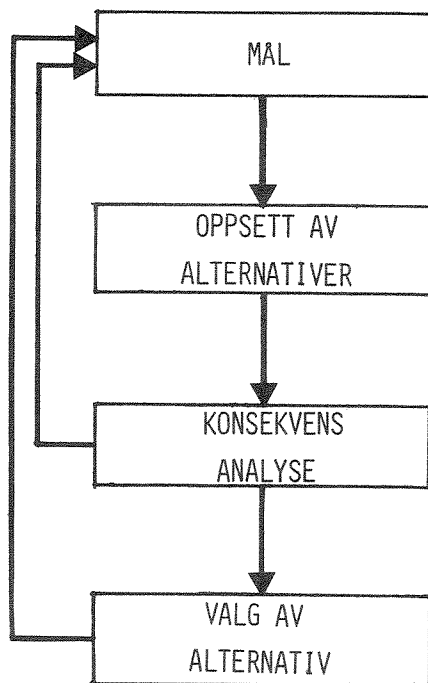 MÅL
OPPSETT AV
ALTERNATIVER
KONSEKVENS
ANALYSE
VALG AV
ALTERNATIV